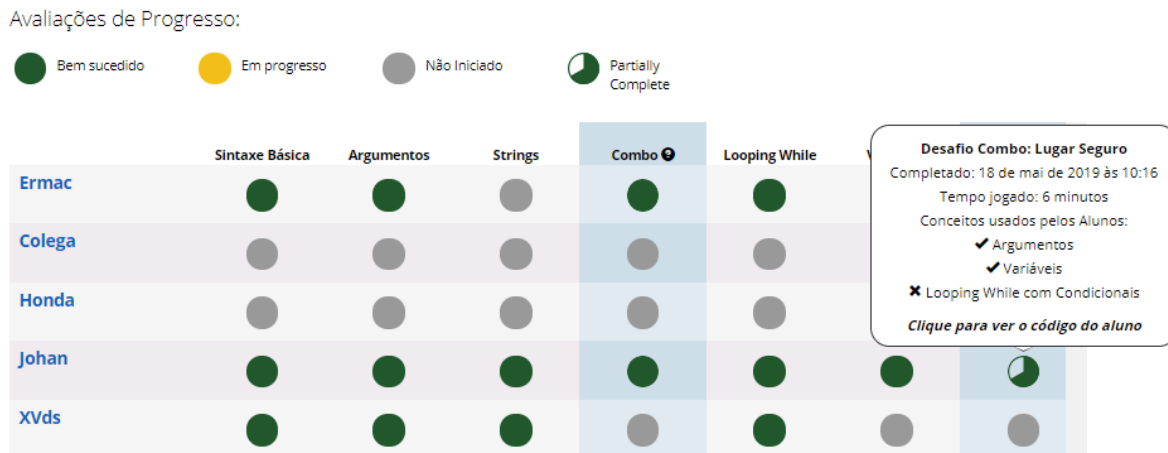 Avaliações de Progresso:
Bem sucedido
Em progresso
Não Iniciado
Partially
Complete
Sintaxe Básica
Argumentos
Strings
Combo
Looping While
V
Desafio Combo: Lugar Seguro
Completado: 18 de mai de 2019 às 10:16
Tempo jogado: 6 minutos
Conceitos usados pelos Alunos:
✔ Argumentos
✔ Variáveis
✖ Looping While com Condicionais
Clique para ver o código do aluno
Ermac
Colega
Honda
Johan
XVds